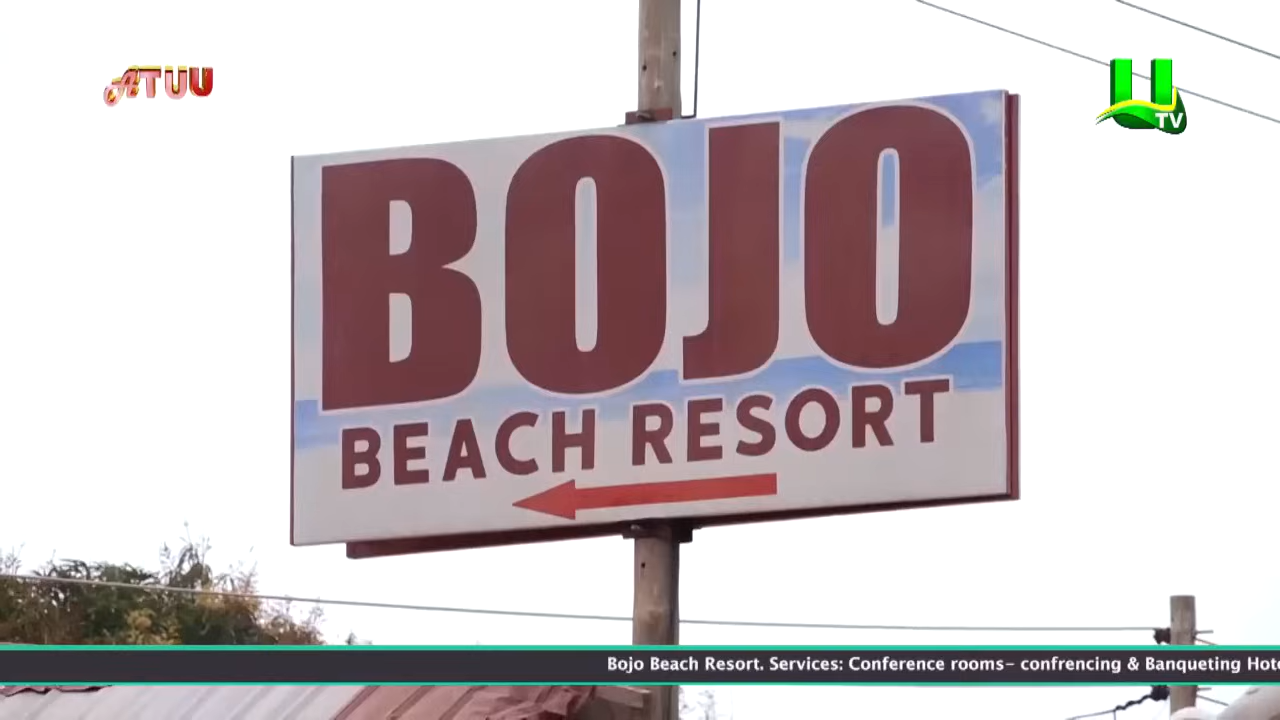 ATUU
U
TV
BOJO
BEACH RESORT
Bojo Beach Resort. Services: Conference rooms- confrencing & Banqueting Hote